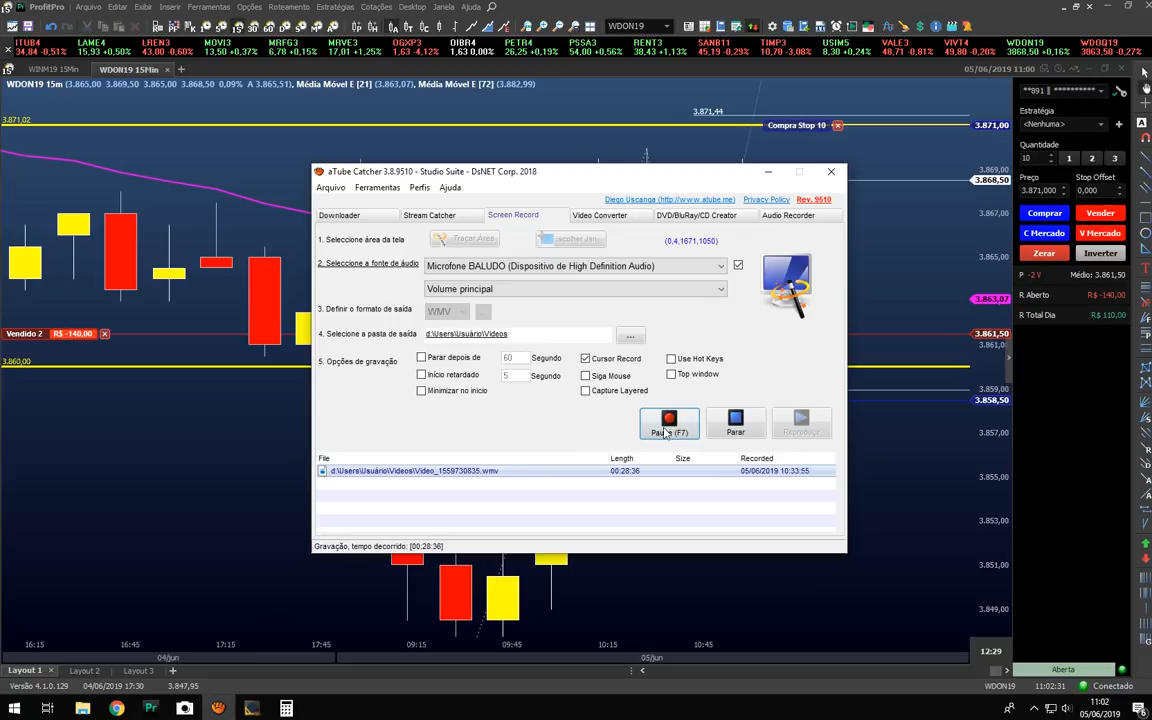 ProfitPro Arquivo Editar Exibir Inserir Ferramentas Opções Roteamento Estratégias Cotações Desktop Janela Ajuda
WDON19
ITUB4 LAME4 LREN3 MOVI3 MRFG3 MRVE3 OGXP3 OIBR4 PETR4 PSSA3 RENT3 SANB11 TIMP3 USIM5 VALE3 VIVT4 WDON19 WDOQ19
34,84 -0,51% 15,93 +0,50% 43,00 -0,60% 13,50 +0,37% 6,78 +0,15% 17,01 +1,25% 1,63 -4,12% 1,63 0,00% 26,25 +0,19% 54,00 +0,56% 38,43 +1,13% 45,19 -0,29% 10,70 -3,08% 8,30 +0,24% 48,71 -0,81% 49,80 -0,20% 3868,50 +0,16% 3863,50 -0,27%
WINM19 15Min WDON19 15Min 05/06/2019 11:00
WDON19 15m (3.865,00 3.869,50 3.865,00 3.868,50 0,09% A 3.865,51), Média Móvel E [21] (3.863,07), Média Móvel E [72] (3.882,99)
**891
Estratégia
<Nenhuma>
Quantidade
10 1 2 3
Preço Stop Offset
3.871,000 0,000
Comprar Vender
C Mercado V Mercado
Zerar Inverter
P -2 V Médio: 3.861,50
R Aberto R$ -140,00
R Total Dia R$ 110,00
3.871,02
3.871,44
Compra Stop 10
3.871,00
3.869,00
3.868,50
3.867,00
3.865,00
3.863,07
3.861,50
3.861,0
3.859,00
3.858,50
3.857,00
3.855,00
3.853,00
3.851,00
3.849,00
Vendido 2 R$ -140,00
3.860,00
aTube Catcher 3.8.9510 - Studio Suite - DsNET Corp. 2018
Arquivo Ferramentas Perfis Ajuda
Diego Uscanga (http://www.atube.me) Privacy Policy Rev. 9510
Downloader Stream Catcher Screen Record Video Converter DVD/BluRay/CD Creator Audio Recorder
1. Seleccione área da tela Traçar Área Escolher Jan (0,4,1671,1050)
2. Seleccione a fonte de áudio Microfone BALUDO (Dispositivo de High Definition Audio)
Volume principal
3. Definir o formato de saída WMV ...
4. Selecione a pasta de saída d:\Users\Usuário\Videos ...
5. Opções de gravação Parar depois de 60 Segundo Cursor Record Use Hot Keys
Início retardado 5 Segundo Siga Mouse Top window
Minimizar no inicio Capture Layered
Parar Reproduçir
File Length Size Recorded
d:\Users\Usuário\Videos\Video_1559730835.wmv 00:28:36 05/06/2019 10:33:55
Gravação, tempo decorrido: [00:28:36]
16:15 16:45 17:15 17:45 09:15 09:45 10:15 10:45
04/jun 05/jun
12:29
Layout 1 Layout 2 Layout 3
Aberta
Versão 4.1.0.129 04/06/2019 17:30 3.847,95 WDON19 11:02:31 Conectado
11:02
05/06/2019